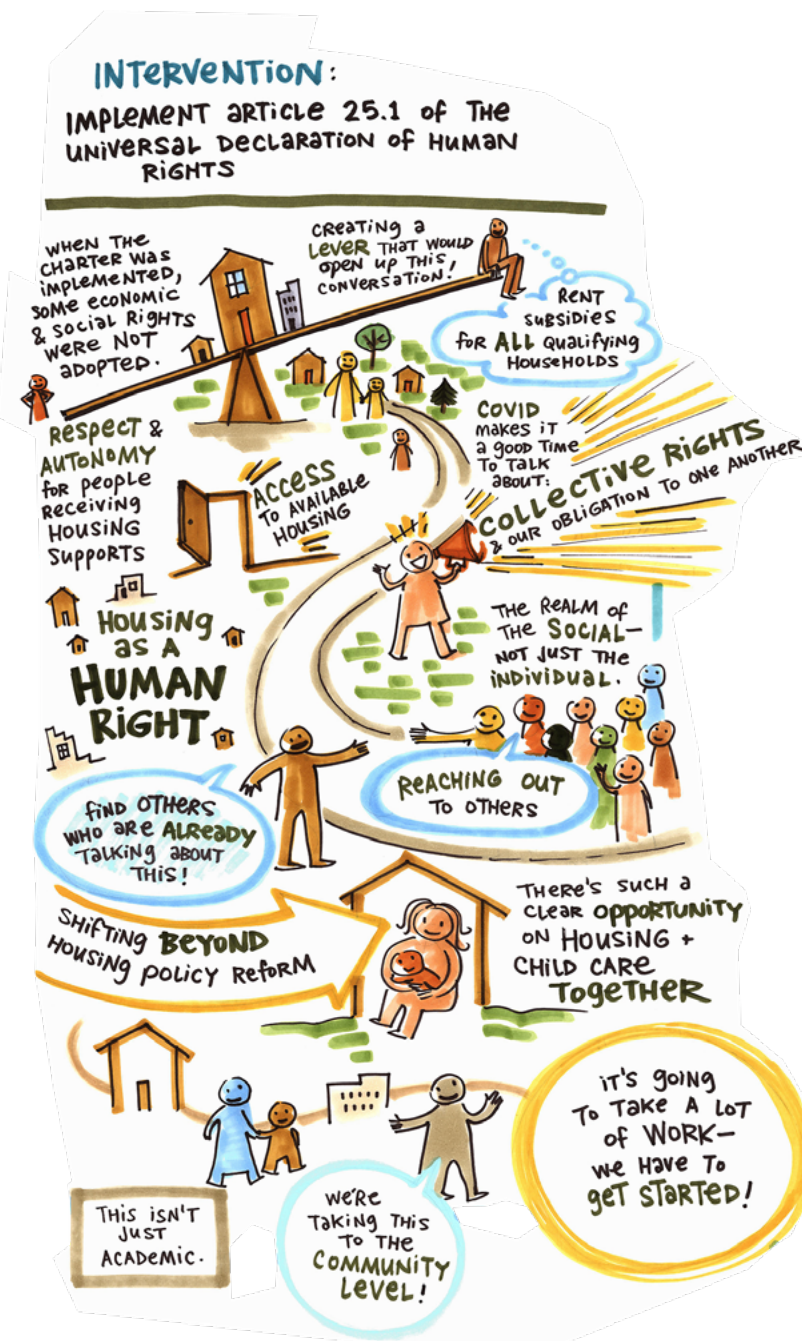 INTERVENTION:
IMPLEMENT ARTICLE 25.1 OF THE
UNIVERSAL DECLARATION OF HUMAN
RIGHTS
WHEN THE
CHARTER WAS
IMPLEMENTED,
SOME ECONOMIC
& SOCIAL RIGHTS
WERE NOT
ADOPTED.
CREATING A
LEVER THAT WOULD
OPEN UP THIS
CONVERSATION!
RENT
SUBSIDIES
FOR ALL QUALIFYING
HOUSEHOLDS
RESPECT &
AUTONOMY
FOR PEOPLE
RECEIVING
HOUSING
SUPPORTS
ACCESS
TO AVAILABLE
HOUSING
COVID
MAKES IT
A GOOD TIME
TO TALK
ABOUT:
COLLECTIVE RIGHTS
& OUR OBLIGATION TO ONE ANOTHER
HOUSING
AS A
HUMAN
RIGHT
THE REALM OF
THE SOCIAL—
NOT JUST THE
INDIVIDUAL.
FIND OTHERS
WHO ARE ALREADY
TALKING ABOUT
THIS!
REACHING OUT
TO OTHERS
SHIFTING BEYOND
HOUSING POLICY REFORM
THERE'S SUCH A
CLEAR OPPORTUNITY
ON HOUSING +
CHILD CARE
TOGETHER
IT'S GOING
TO TAKE A LOT
OF WORK—
WE HAVE TO
GET STARTED!
THIS ISN'T
JUST
ACADEMIC.
WE'RE
TAKING THIS
TO THE
COMMUNITY
LEVEL!